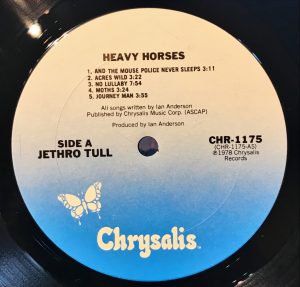 HEAVY HORSES
1. AND THE MOUSE POLICE NEVER SLEEPS 3:11
2. ACRES WILD 3:22
3. NO LULLABY 7:54
4. MOTHS 3:24
5. JOURNEY MAN 3:55
All songs written by Ian Anderson
Published by Chrysalis Music Corp. (ASCAP)
Produced by Ian Anderson
SIDE A
JETHRO TULL
CHR-1175
(CHR-1175-AS)
℗1978 Chrysalis
Records
Chrysalis™